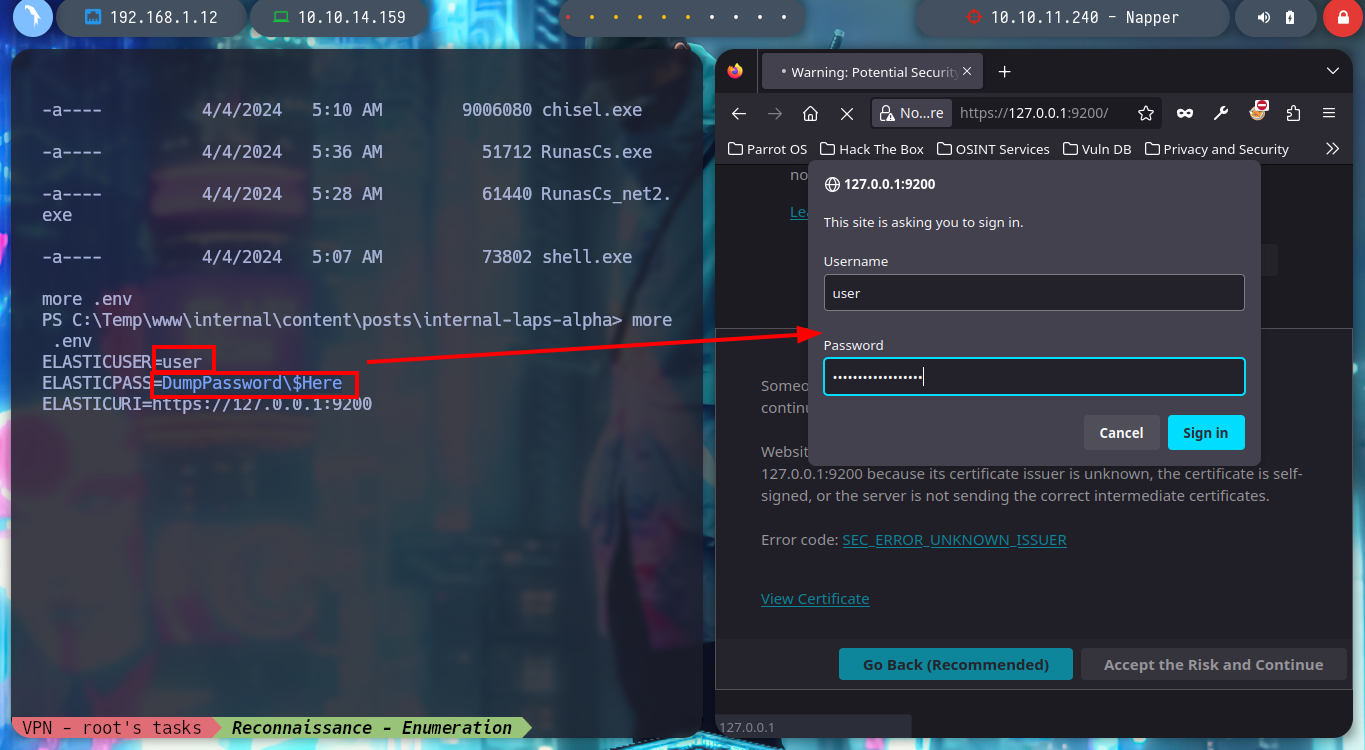 192.168.1.12
10.10.14.159
10.10.11.240 - Napper
-a---- 4/4/2024 5:10 AM 9006080 chisel.exe
-a---- 4/4/2024 5:36 AM 51712 RunasCs.exe
-a---- 4/4/2024 5:28 AM 61440 RunasCs_net2.
exe
-a---- 4/4/2024 5:07 AM 73802 shell.exe
more .env
PS C:\Temp\www\internal\content\posts\internal-laps-alpha> more
.env
ELASTICUSER=user
ELASTICPASS=DumpPassword\$Here
ELASTICURI=https://127.0.0.1:9200
VPN - root's tasks
Reconnaissance - Enumeration
Warning: Potential Security
No...re
https://127.0.0.1:9200/
Parrot OS
Hack The Box
OSINT Services
Vuln DB
Privacy and Security
no
Lea
127.0.0.1:9200
This site is asking you to sign in.
Username
user
Password
••••••••••••••••••
Cancel
Sign in
Someo
continu
Websit
127.0.0.1:9200 because its certificate issuer is unknown, the certificate is self-
signed, or the server is not sending the correct intermediate certificates.
Error code: SEC_ERROR_UNKNOWN_ISSUER
View Certificate
Go Back (Recommended)
Accept the Risk and Continue
127.0.0.1